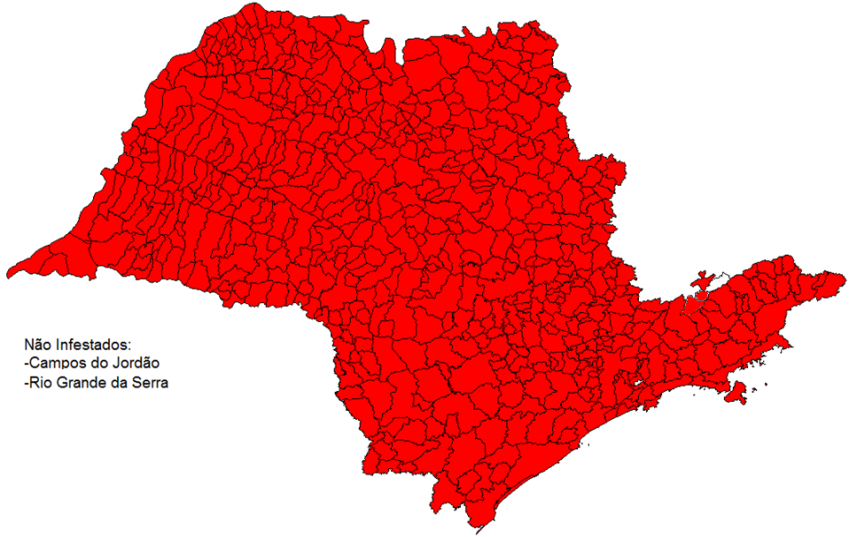 Não Infestados:
-Campos do Jordão
-Rio Grande da Serra